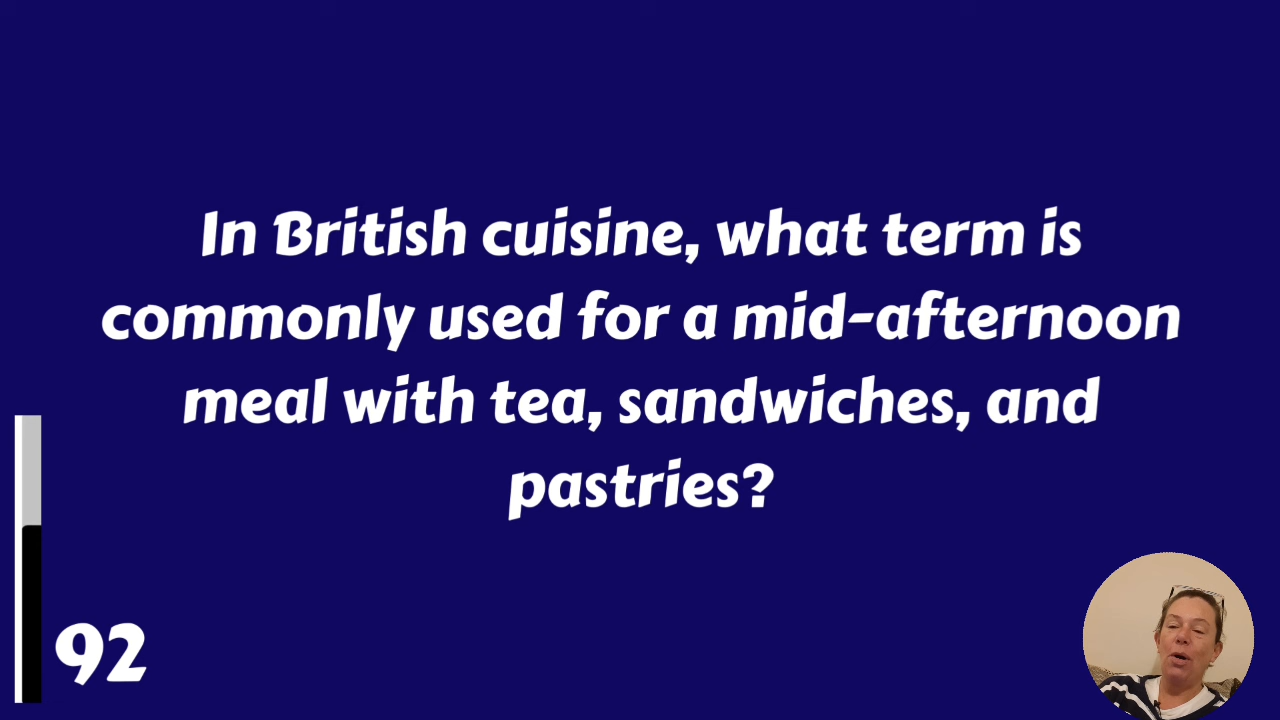 In British cuisine, what term is
commonly used for a mid-afternoon
meal with tea, sandwiches, and
pastries?
92